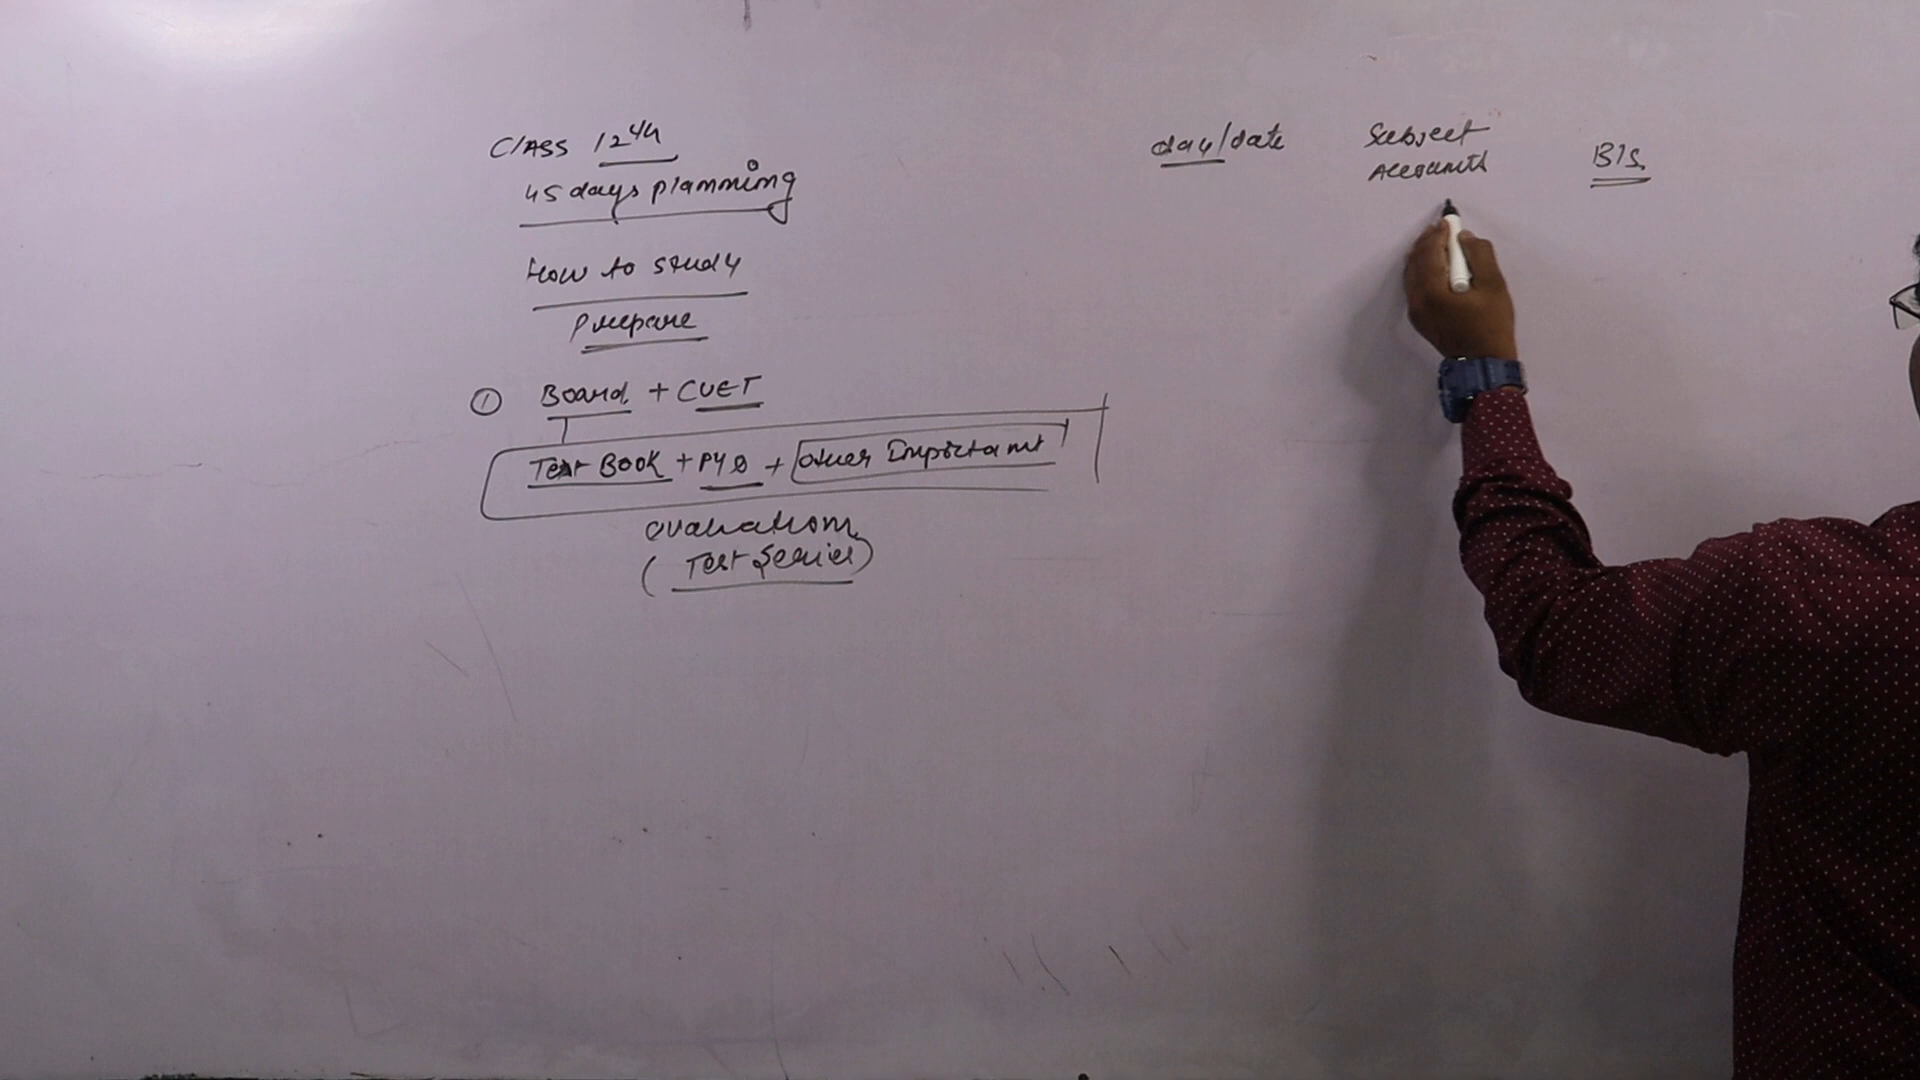 Class 12th
45 days planning
How to study
Prepare
① Board + CUET
Text Book + PYQ + Other Important
evaluation
(Test Series)
day/date Subject B/S
Accounts